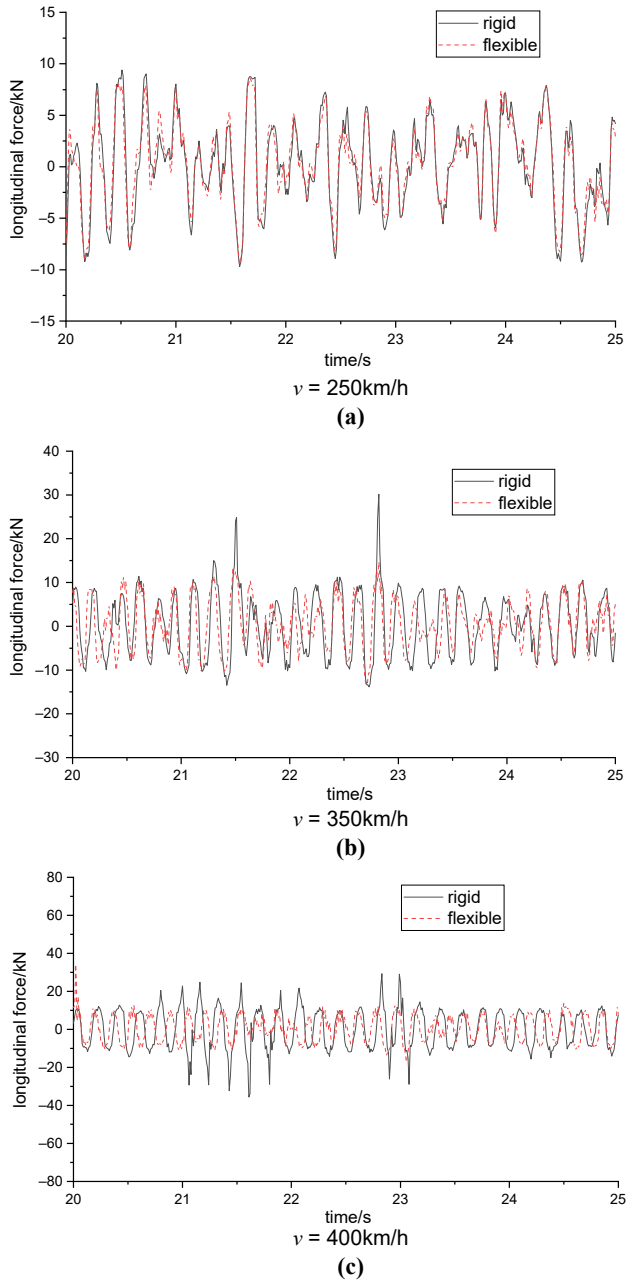 15
10
5
0
–5
–10
–15
longitudinal force/kN
rigid
flexible
20 21 22 23 24 25
time/s
v = 250km/h
(a)
40
30
20
10
0
–10
–20
–30
longitudinal force/kN
rigid
flexible
20 21 22 23 24 25
time/s
v = 350km/h
(b)
80
60
40
20
0
–20
–40
–60
–80
longitudinal force/kN
rigid
flexible
20 21 22 23 24 25
time/s
v = 400km/h
(c)